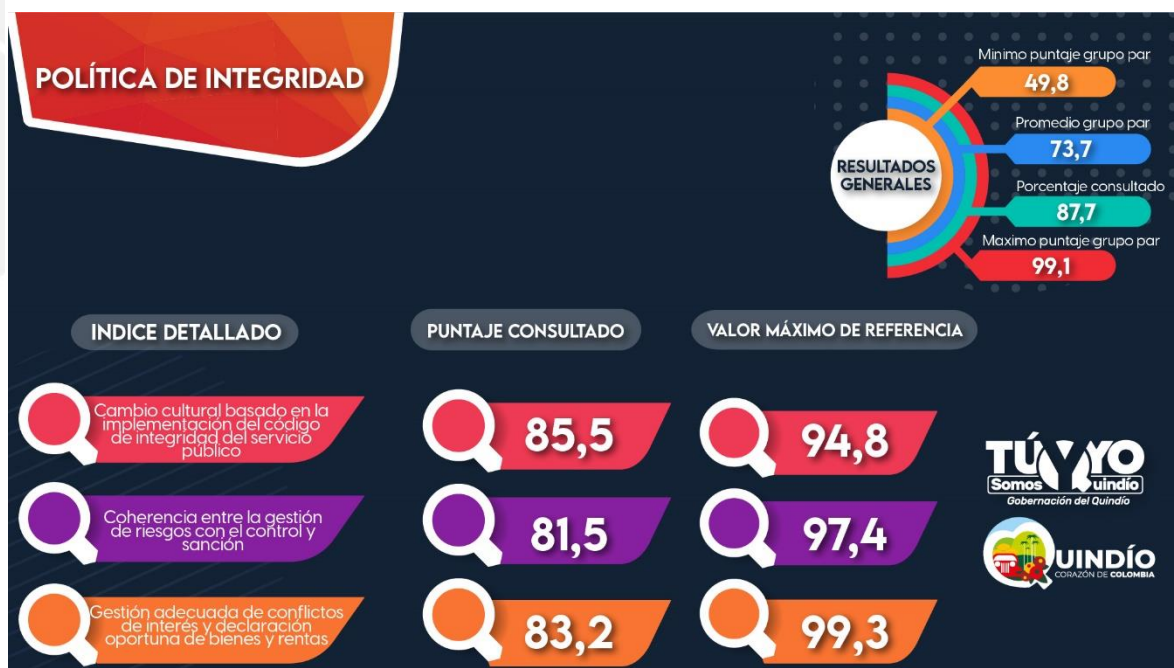 POLÍTICA DE INTEGRIDAD
RESULTADOS
GENERALES
Minimo puntaje grupo par
49,8
Promedio grupo par
73,7
Porcentaje consultado
87,7
Maximo puntaje grupo par
99,1
INDICE DETALLADO
PUNTAJE CONSULTADO
VALOR MÁXIMO DE REFERENCIA
Cambio cultural basado en la
implementación del código
de integridad del servicio
público
85,5
94,8
Coherencia entre la gestión
de riesgos con el control y
sanción
81,5
97,4
Gestión adecuada de conflictos
de interés y declaración
oportuna de bienes y rentas
83,2
99,3
TÚ Y YO
Somos Quindío
Gobernación del Quindío
QUINDÍO
CORAZÓN DE COLOMBIA